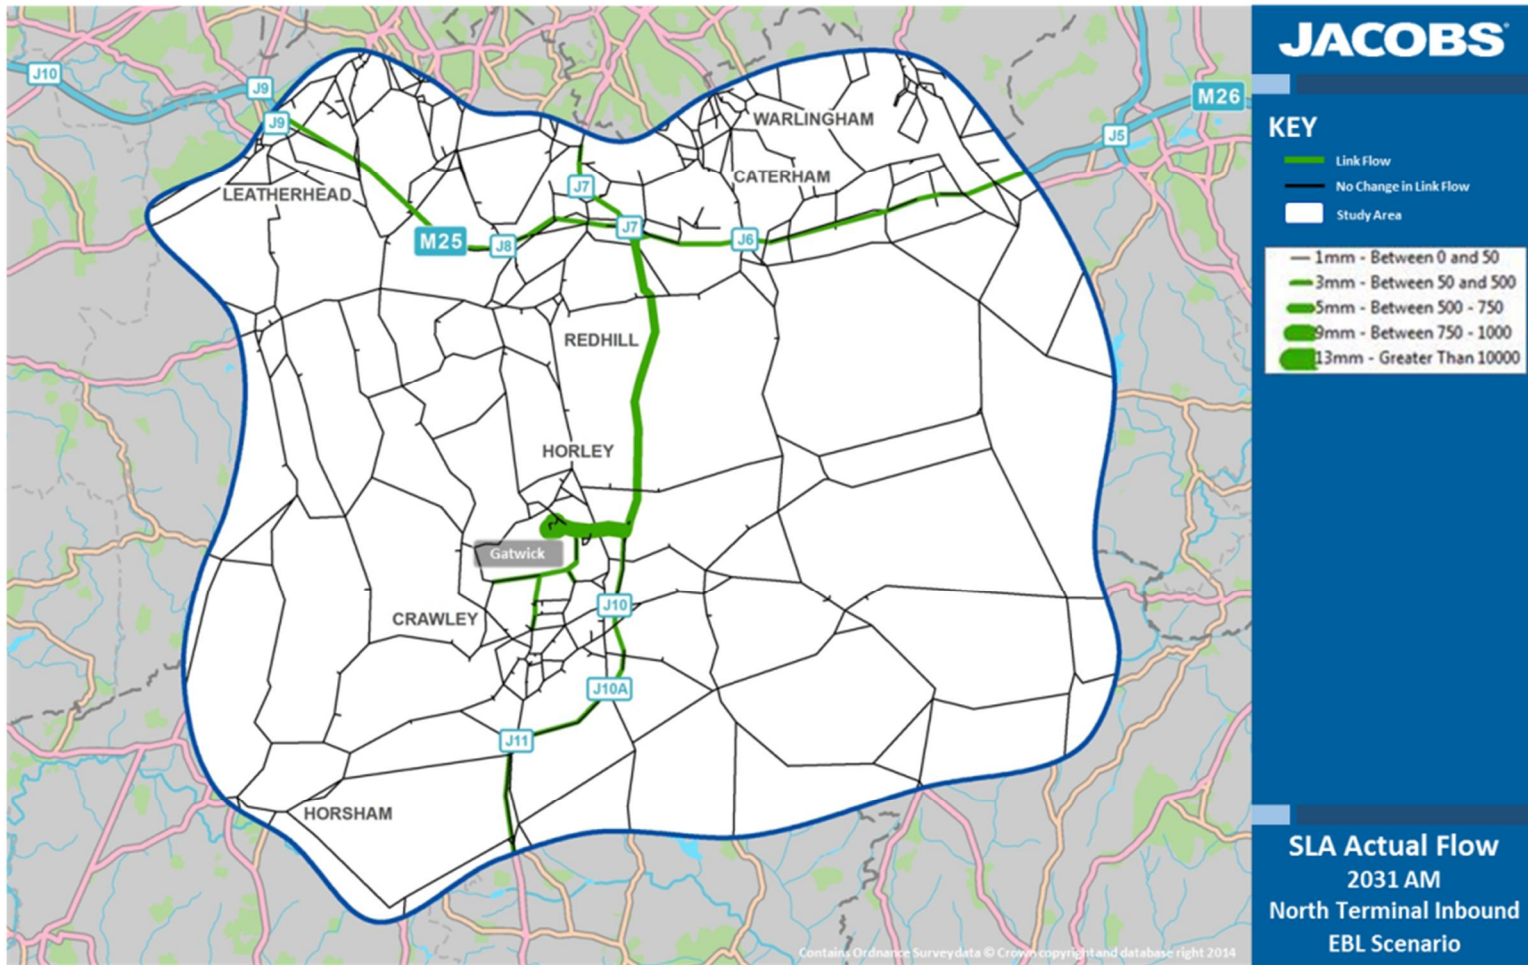 JACOBS
J10
J9
M26
J9
WARLINGHAM
J5
KEY
Link Flow
CATERHAM
J7
No Change in Link Flow
LEATHERHEAD
Study Area
J7
M25
J8
J6
1mm - Between 0 and 50
3mm - Between 50 and 500
5mm - Between 500 - 750
9mm - Between 750 - 1000
13mm - Greater Than 10000
REDHILL
HORLEY
Gatwick
J10
CRAWLEY
J10A
J11
HORSHAM
SLA Actual Flow
2031 AM
North Terminal Inbound
EBL Scenario
Contains Ordnance Survey data © Crown copyright and database right 2014